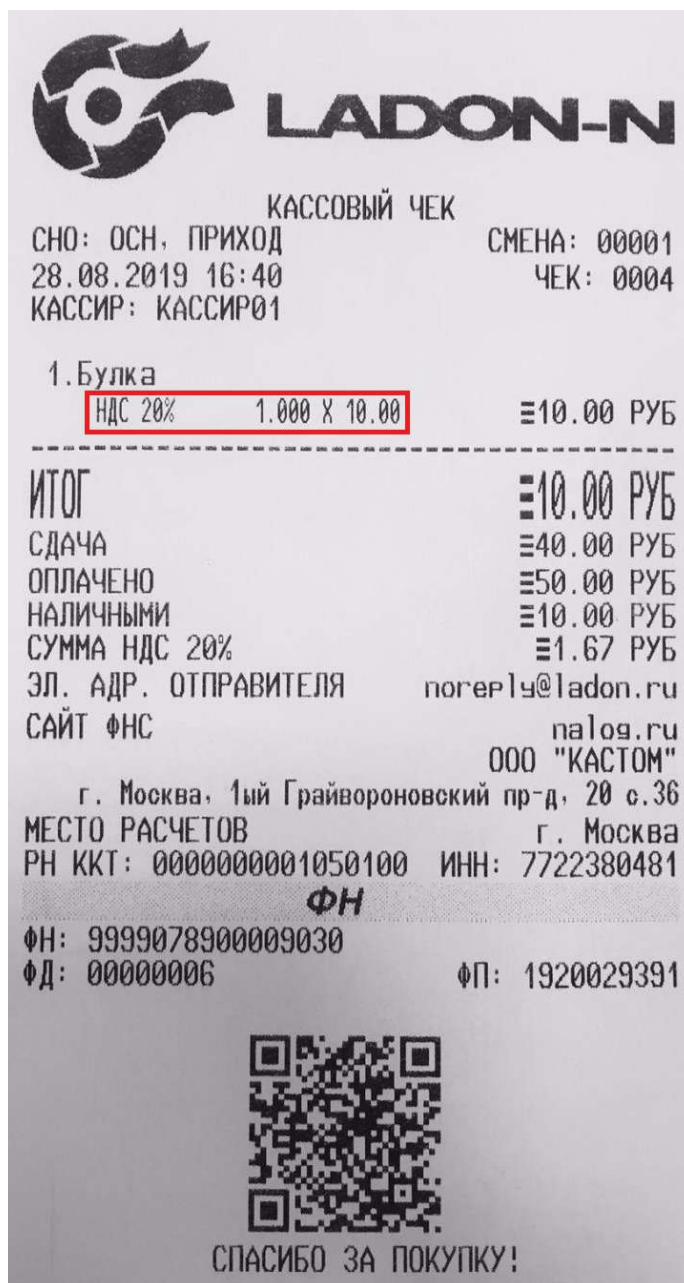 LADON-N
КАССОВЫЙ ЧЕК
СНО: ОСН, ПРИХОД СМЕНА: 00001
28.08.2019 16:40 ЧЕК: 0004
КАССИР: КАССИР01
1.Булка
НДС 20% 1.000 X 10.00 ≡10.00 РУБ
ИТОГ ≡10.00 РУБ
СДАЧА ≡40.00 РУБ
ОПЛАЧЕНО ≡50.00 РУБ
НАЛИЧНЫМИ ≡10.00 РУБ
СУММА НДС 20% ≡1.67 РУБ
ЭЛ. АДР. ОТПРАВИТЕЛЯ noreply@ladon.ru
САЙТ ФНС nalog.ru
ООО "КАСТОМ"
г. Москва, 1ый Грайвороновский пр-д, 20 с.36
МЕСТО РАСЧЕТОВ г. Москва
РН ККТ: 0000000001050100 ИНН: 7722380481
ФН
ФН: 9999078900009030
ФД: 00000006 ФП: 1920029391
СПАСИБО ЗА ПОКУПКУ!